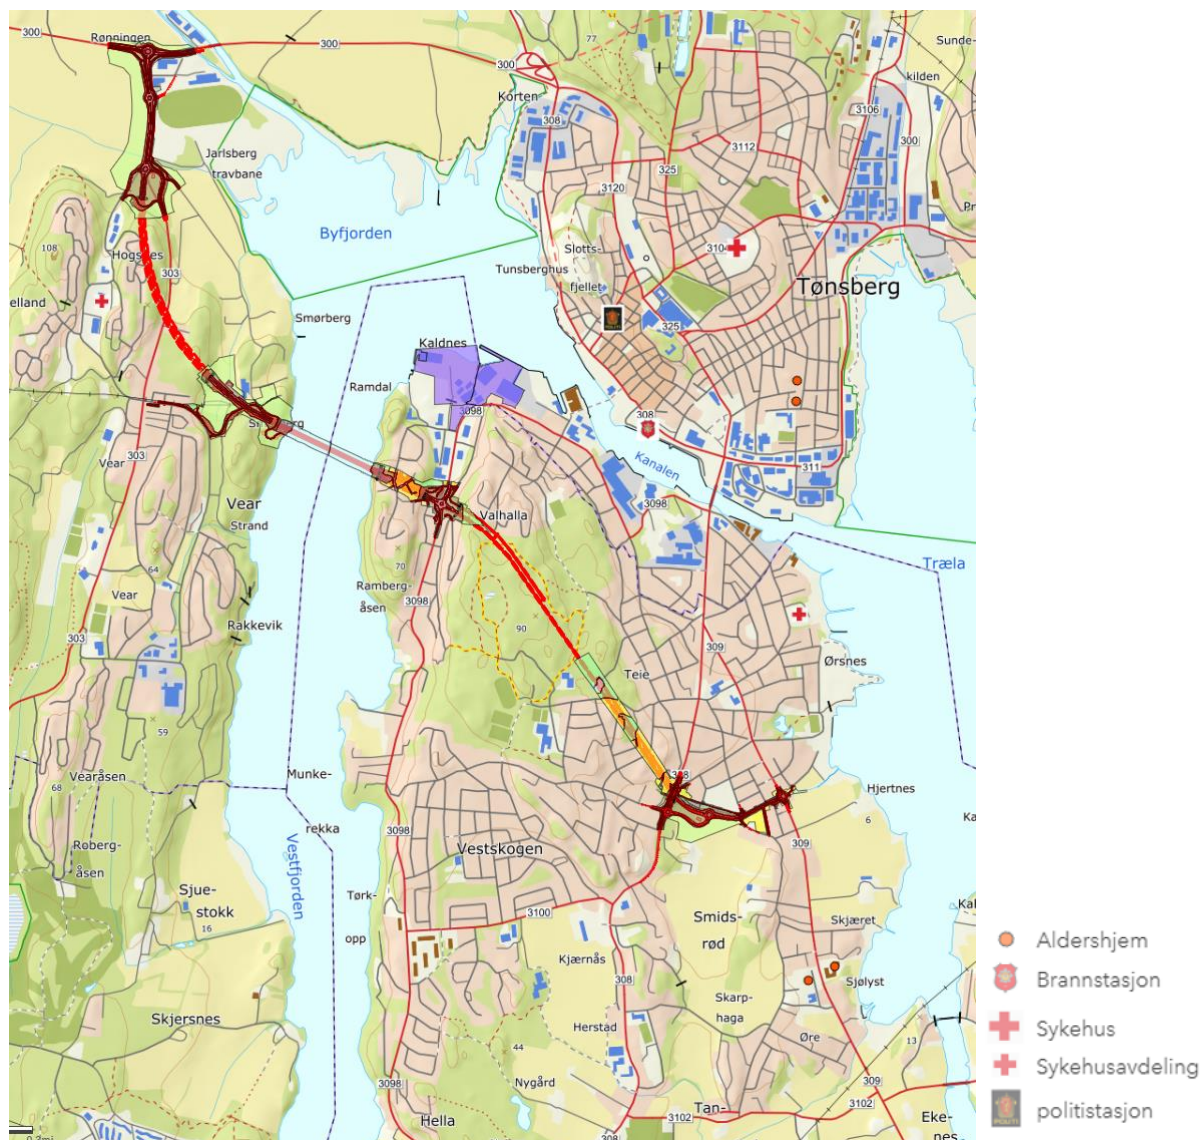 300
Rønningen
300
77
Sunde-
300
Korten
kilden
308
3106
300
3112
Jarlsberg
travbane
325
3120
Byfjorden
108
Hogsnes
303
Slotts-
Tunsberghus
fjellet
3104
Tønsberg
elland
POLITI
325
Smørberg
Kaldnes
Ramdal
3098
308
303
Vear
Kanalen
311
Vear
Strand
Valhalla
3098
Træla
64
70
Vear
Ramberg-
åsen
3098
90
Rakkevik
303
309
Ørsnes
Teie
59
Vearåsen
68
Munke-
rekka
Hjertnes
6
3098
Vestskogen
309
Roberg-
åsen
Vestfjorden
Sjue-
stokk
16
Tørk-
opp
3100
Smids-
rød
Skjæret
Kjærnås
308
Sjølyst
Skarp-
haga
Skjersnes
Herstad
Øre
13
44
Nygård
3098
309
3102
Hella
3102
Tan-
Eke-
nes
308
Aldershjem
Brannstasjon
Sykehus
Sykehusavdeling
politistasjon